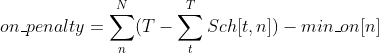 on_penalty = \sum_{n}^{N} (T - \sum_{t}^{T} Sch[t, n]) - min_on[n]